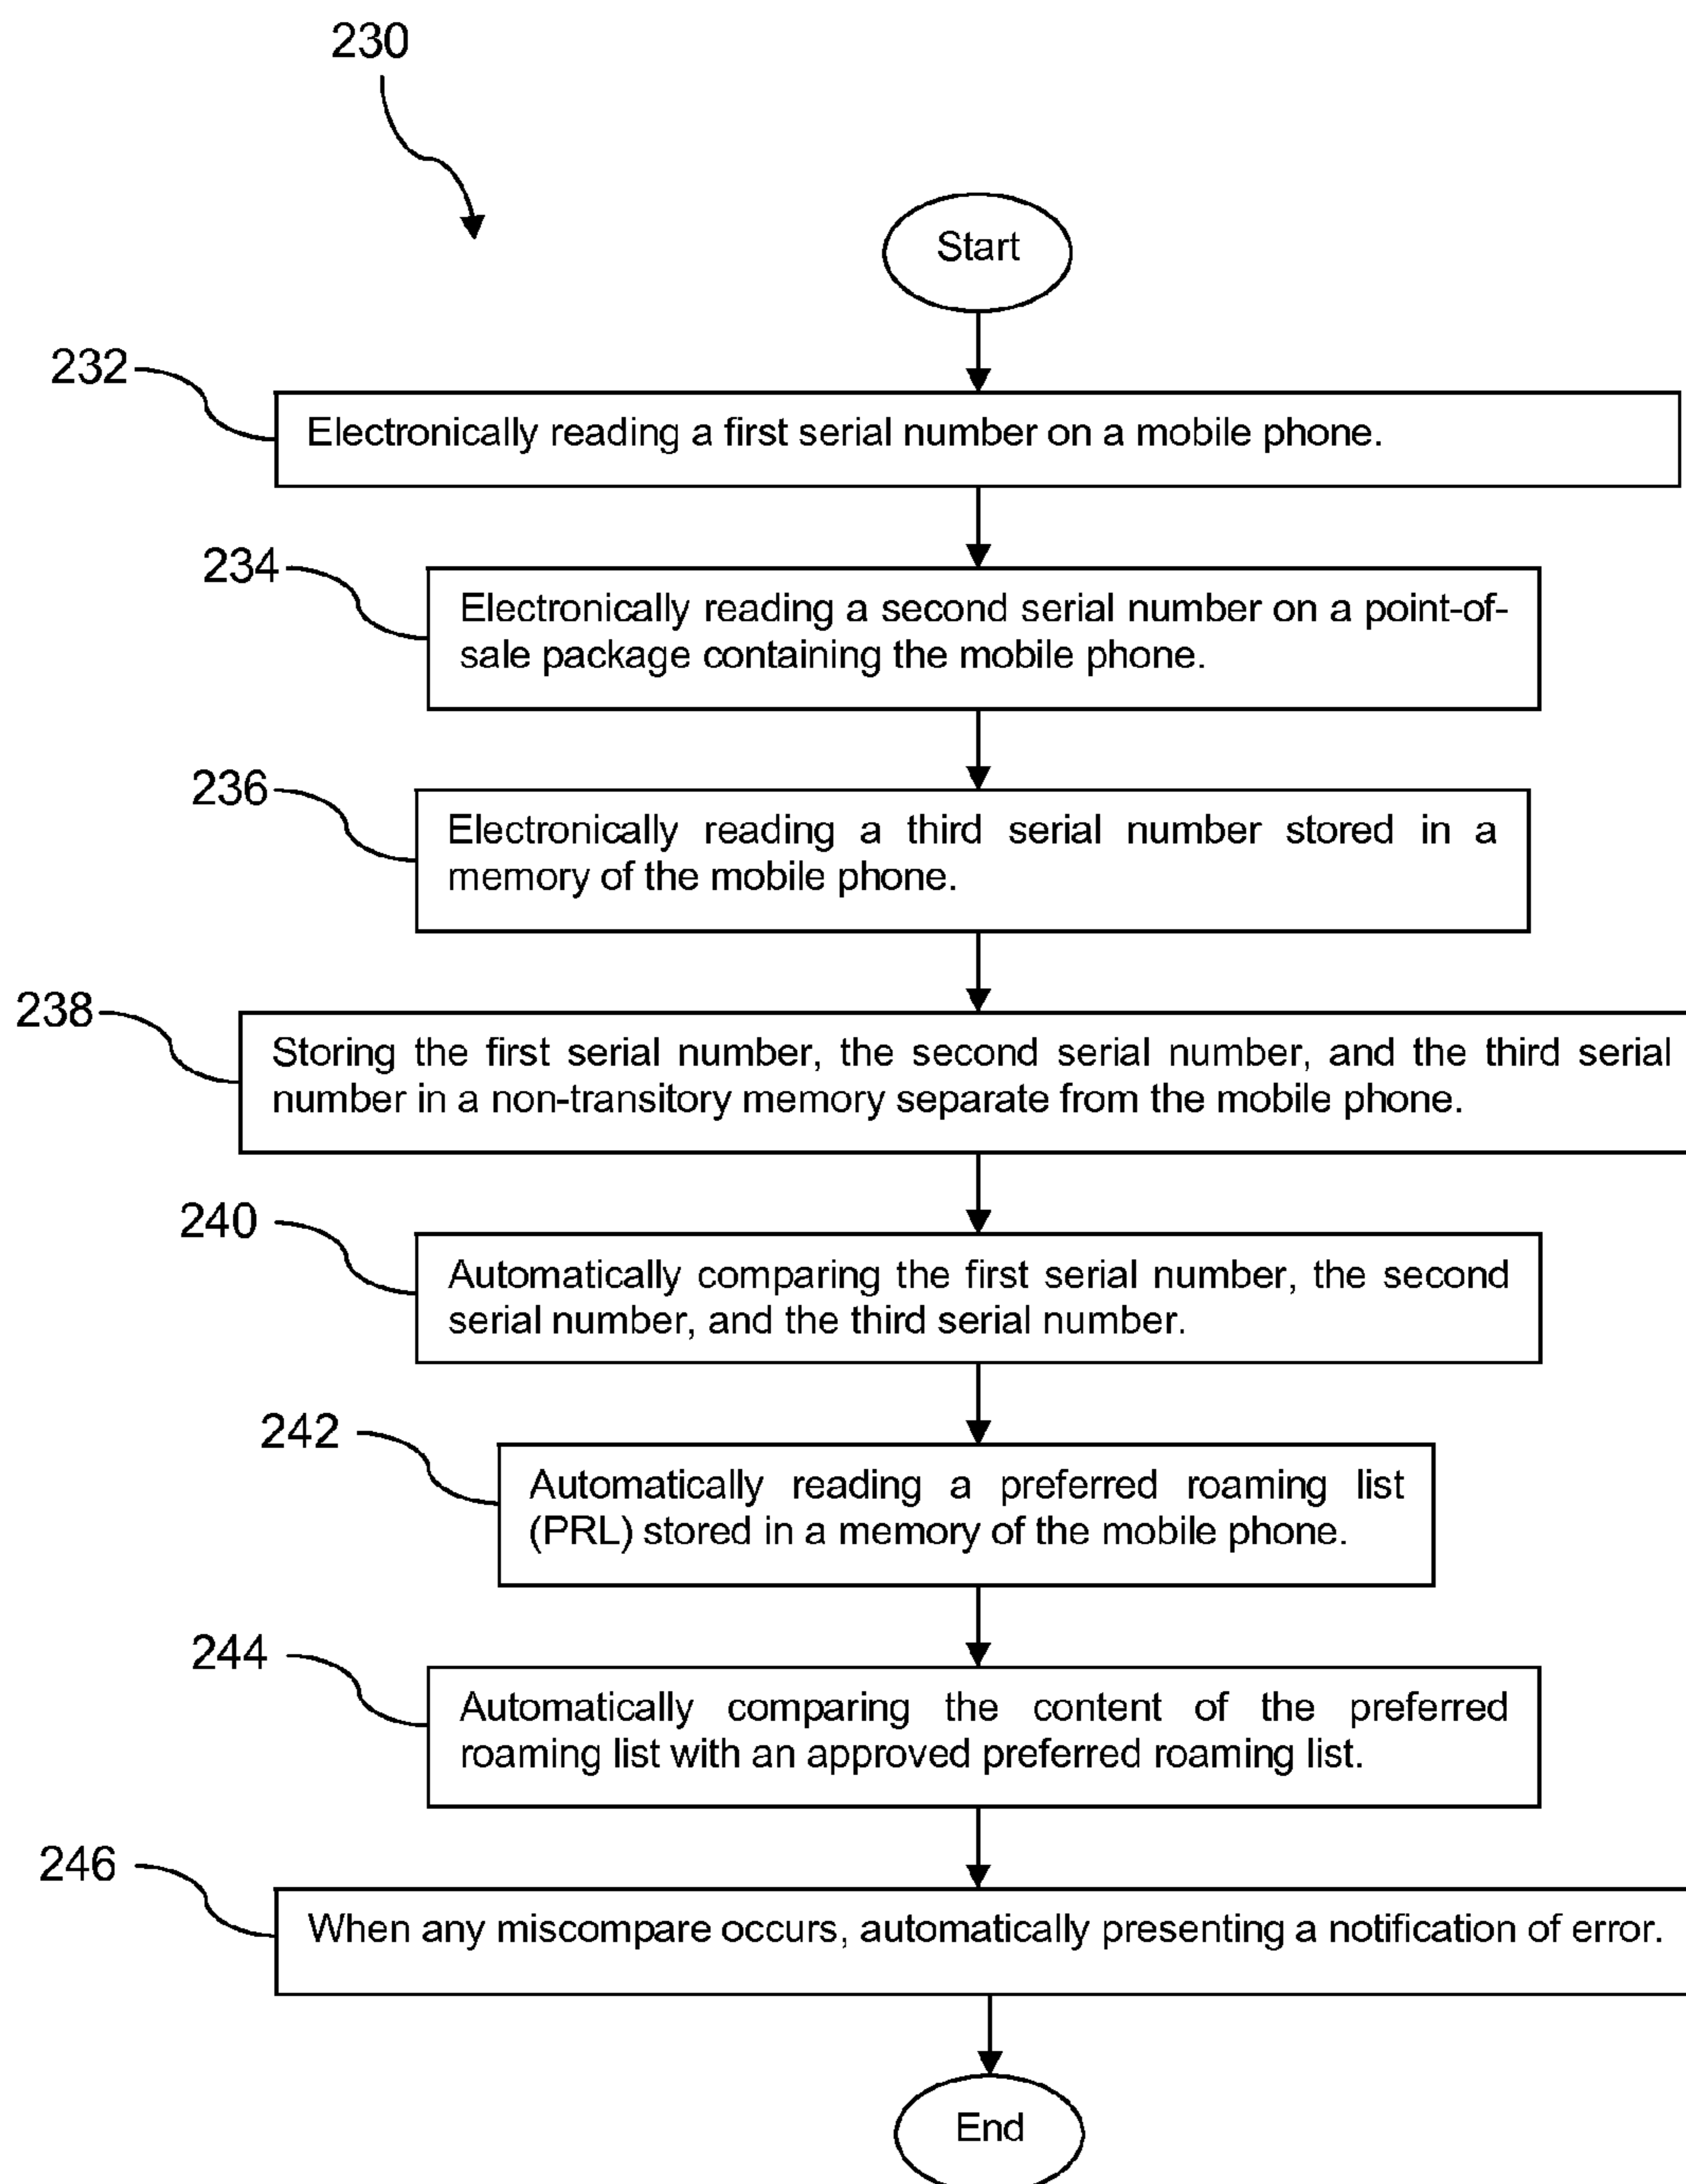 230
Start
232
Electronically reading a first serial number on a mobile phone.
234
Electronically reading a second serial number on a point-of-
sale package containing the mobile phone.
236
Electronically reading a third serial number stored in a
memory of the mobile phone.
238
Storing the first serial number, the second serial number, and the third serial
number in a non-transitory memory separate from the mobile phone.
240
Automatically comparing the first serial number, the second
serial number, and the third serial number.
242
Automatically reading a preferred roaming list
(PRL) stored in a memory of the mobile phone.
244
Automatically comparing the content of the preferred
roaming list with an approved preferred roaming list.
246
When any miscompare occurs, automatically presenting a notification of error.
End